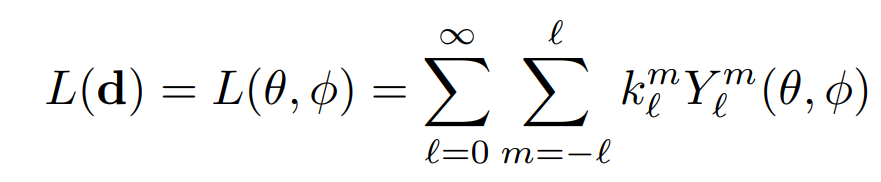 L(𝐝) = L(θ, ϕ) = ∑_{ℓ=0}^{∞} ∑_{m=−ℓ}^{ℓ} k_ℓ^m Y_ℓ^m(θ, ϕ)